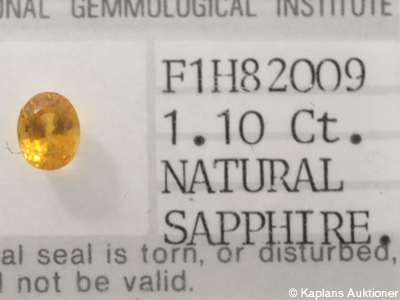 ONAL GEMMOLOGICAL INSTITUTE
F1H82009
1.10 Ct.
NATURAL
SAPPHIRE.
al seal is torn, or disturbed,
not be valid.
© Kaplans Auktioner